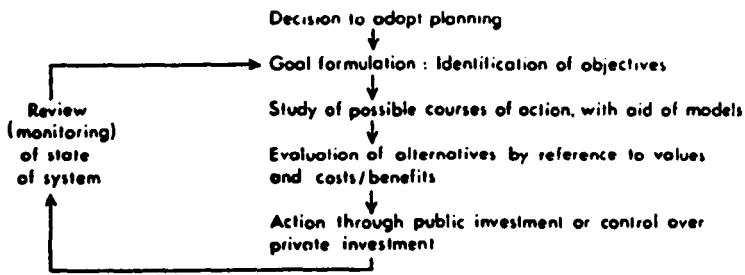 Decision to adopt planning
Goal formulation : Identification of objectives
Study of possible courses of action, with aid of models
Evaluation of alternatives by reference to values
and costs/benefits
Action through public investment or control over
private investment
Review
(monitoring)
of state
of system